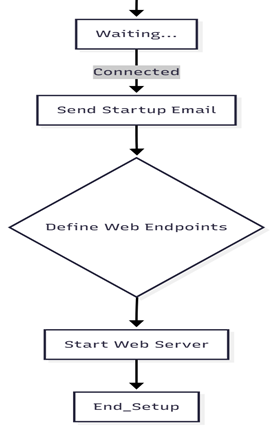 Waiting...
Connected
Send Startup Email
Define Web Endpoints
Start Web Server
End_Setup